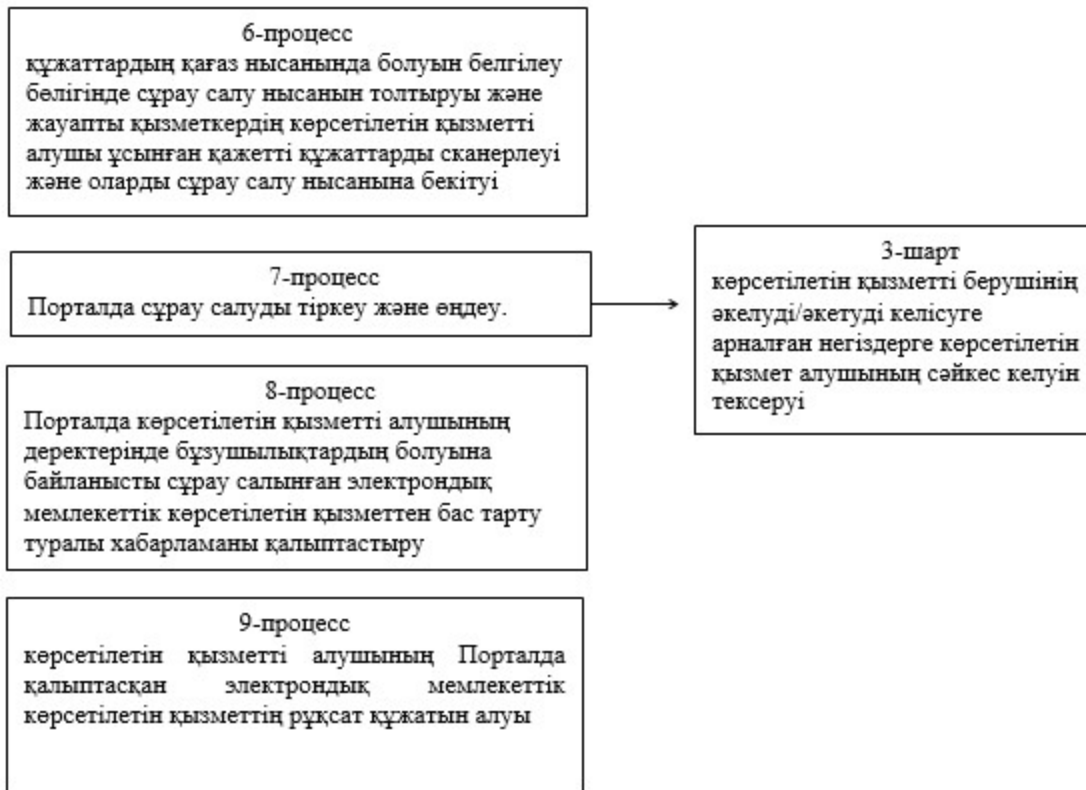 6-процесс
құжаттардың қағаз нысанында болуын белгілеу
бөлігінде сұрау салу нысанын толтыруы және
жауапты қызметкердің көрсетілетін қызметті
алушы ұсынған қажетті құжаттарды сканерлеуі
және оларды сұрау салу нысанына бекітуі
7-процесс
Порталда сұрау салуды тіркеу және өңдеу.
3-шарт
көрсетілетін қызметті берушінің
әкелуді/әкетуді келісуге
арналған негіздерге көрсетілетін
қызмет алушының сәйкес келуін
тексеруі
8-процесс
Порталда көрсетілетін қызметті алушының
деректерінде бұзушылықтардың болуына
байланысты сұрау салынған электрондық
мемлекеттік көрсетілетін қызметтен бас тарту
туралы хабарламаны қалыптастыру
9-процесс
көрсетілетін қызметті алушының Порталда
қалыптасқан электрондық мемлекеттік
көрсетілетін қызметтің рұқсат құжатын алуы